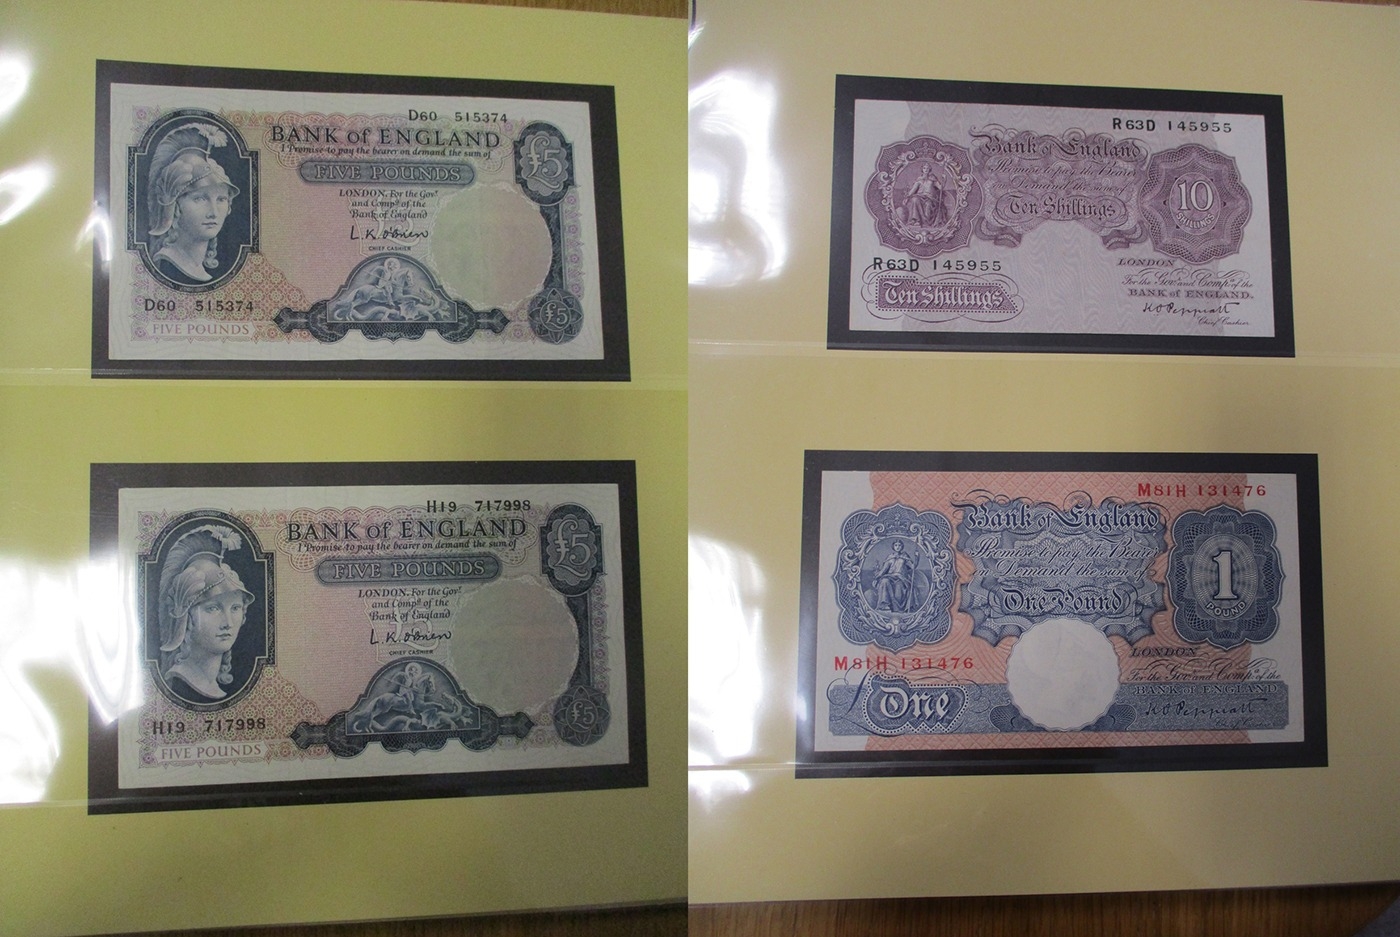 D60 515374
BANK of ENGLAND
I Promise to pay the bearer on demand the sum of
£5
FIVE POUNDS
LONDON, For the Govr
and Compa of the
Bank of England
L.K. O'Brien
CHIEF CASHIER
D60 515374
FIVE POUNDS
£5
H19 717998
BANK of ENGLAND
I Promise to pay the bearer on demand the sum of
£5
FIVE POUNDS
LONDON. For the Govr
and Compa of the
Bank of England
L.K. O'Brien
CHIEF CASHIER
H19 717998
FIVE POUNDS
£5
R63D 145955
Bank of England
Promise to pay the Bearer
on Demand the sum of
Ten Shillings
10
SHILLINGS
R63D 145955
Ten Shillings
LONDON
For the Govr and Compa of the
BANK of ENGLAND.
K O Peppiatt
Chief Cashier
M81H 131476
Bank of England
Promise to pay the Bearer
on Demand the sum of
One Pound
1
POUND
M81H 131476
One
LONDON
For the Govr and Compa of the
BANK of ENGLAND
K O Peppiatt
Chief Cashier